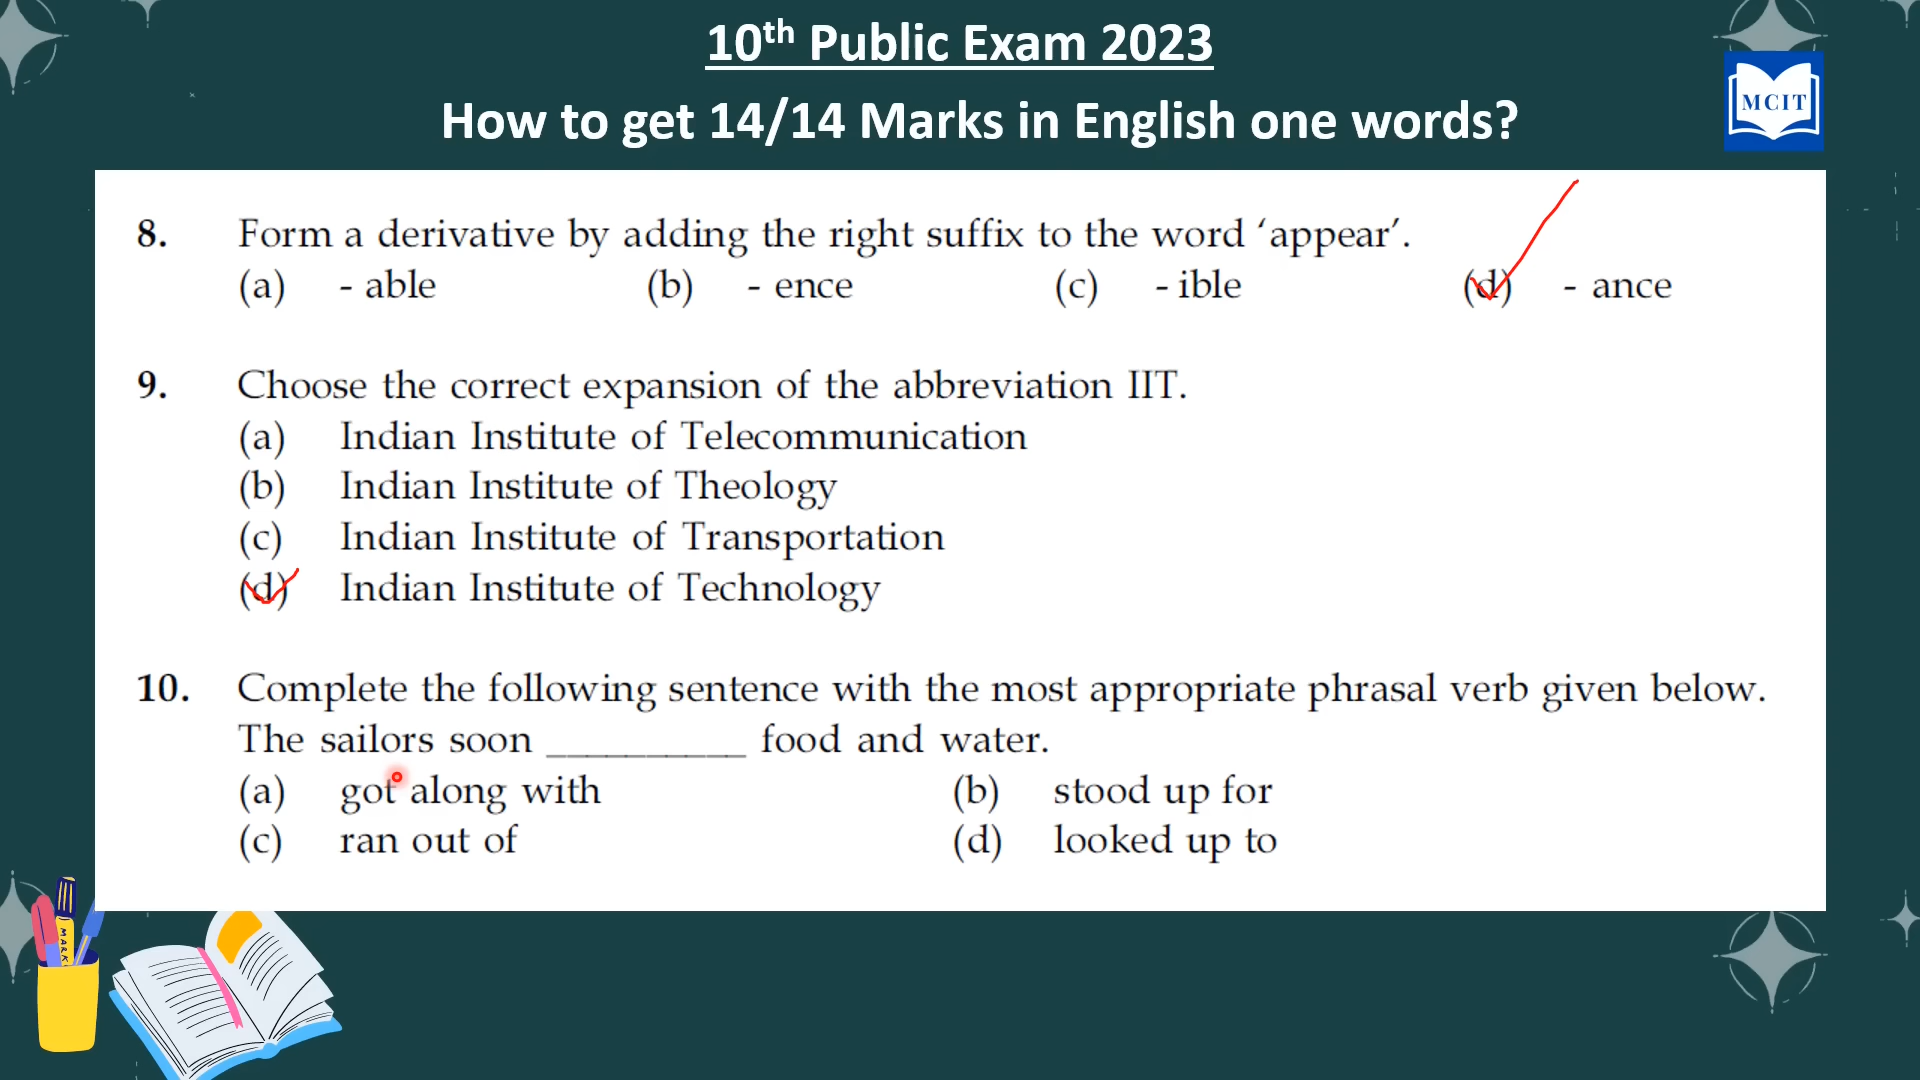 10th Public Exam 2023
How to get 14/14 Marks in English one words?
MCIT
8. Form a derivative by adding the right suffix to the word ‘appear’.
(a) - able (b) - ence (c) - ible (d) - ance
9. Choose the correct expansion of the abbreviation IIT.
(a) Indian Institute of Telecommunication
(b) Indian Institute of Theology
(c) Indian Institute of Transportation
(d) Indian Institute of Technology
10. Complete the following sentence with the most appropriate phrasal verb given below.
The sailors soon __________ food and water.
(a) got along with (b) stood up for
(c) ran out of (d) looked up to